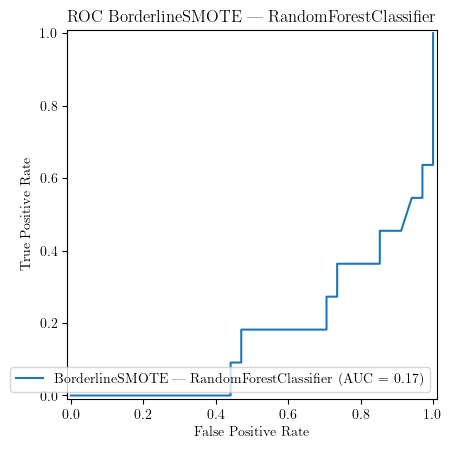 ROC BorderlineSMOTE — RandomForestClassifier
1.0
0.8
0.6
0.4
0.2
0.0
True Positive Rate
BorderlineSMOTE — RandomForestClassifier (AUC = 0.17)
0.0 0.2 0.4 0.6 0.8 1.0
False Positive Rate